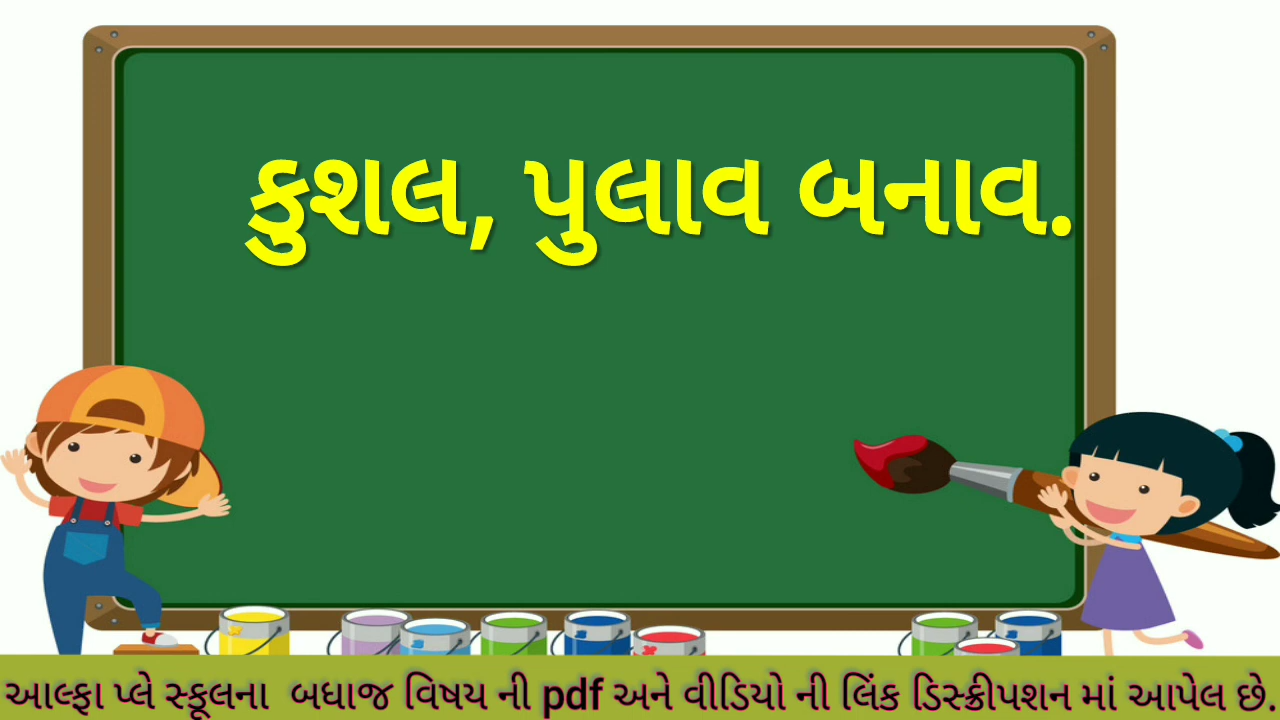 કુશલ, પુલાવ બનાવ.
આલ્ફા પ્લે સ્કૂલના બધાજ વિષય ની pdf અને વીડિયો ની લિંક ડિસ્ક્રીપશન માં આપેલ છે.